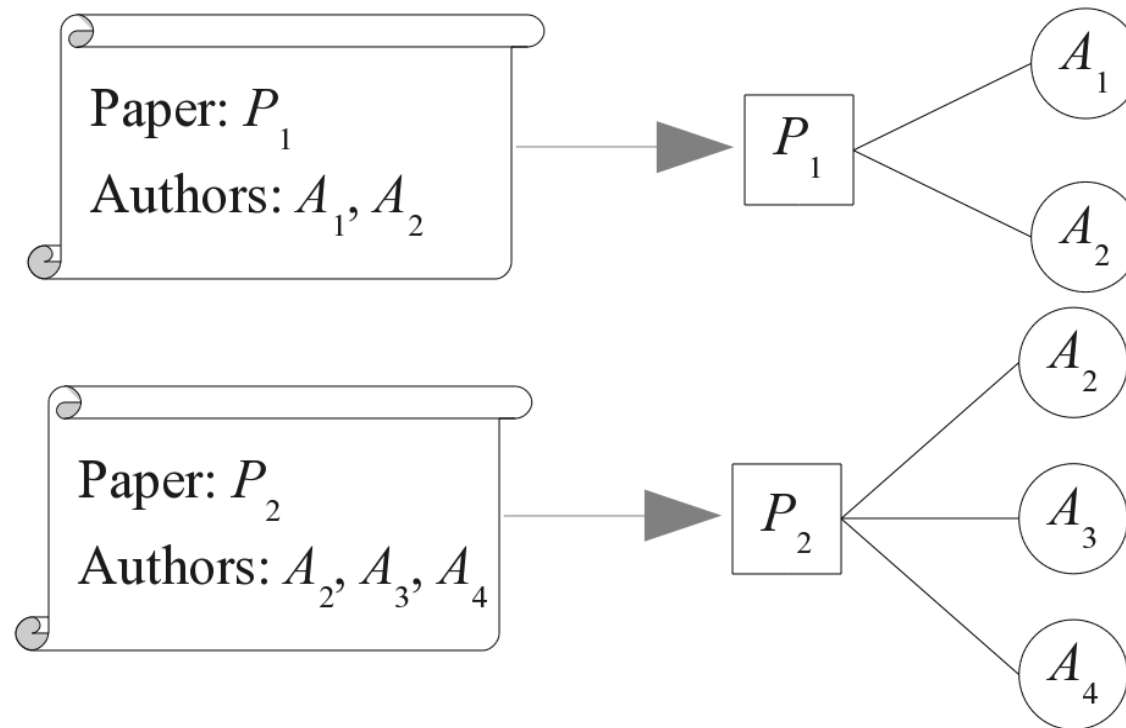 Paper: P₁
Authors: A₁, A₂
P₁
A₁
A₂
Paper: P₂
Authors: A₂, A₃, A₄
P₂
A₂
A₃
A₄